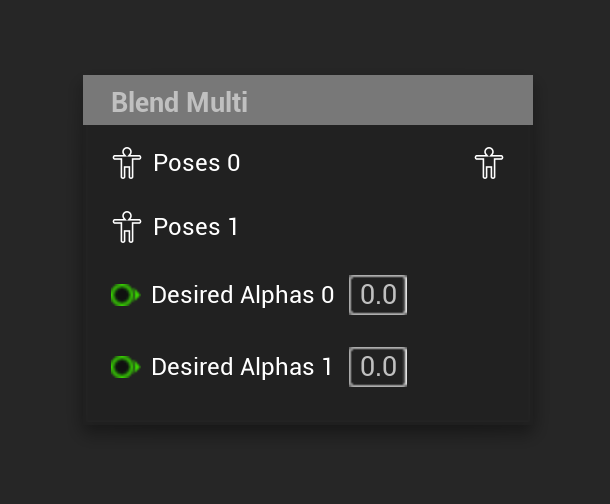 Blend Multi
Poses 0
Poses 1
Desired Alphas 0 0.0
Desired Alphas 1 0.0